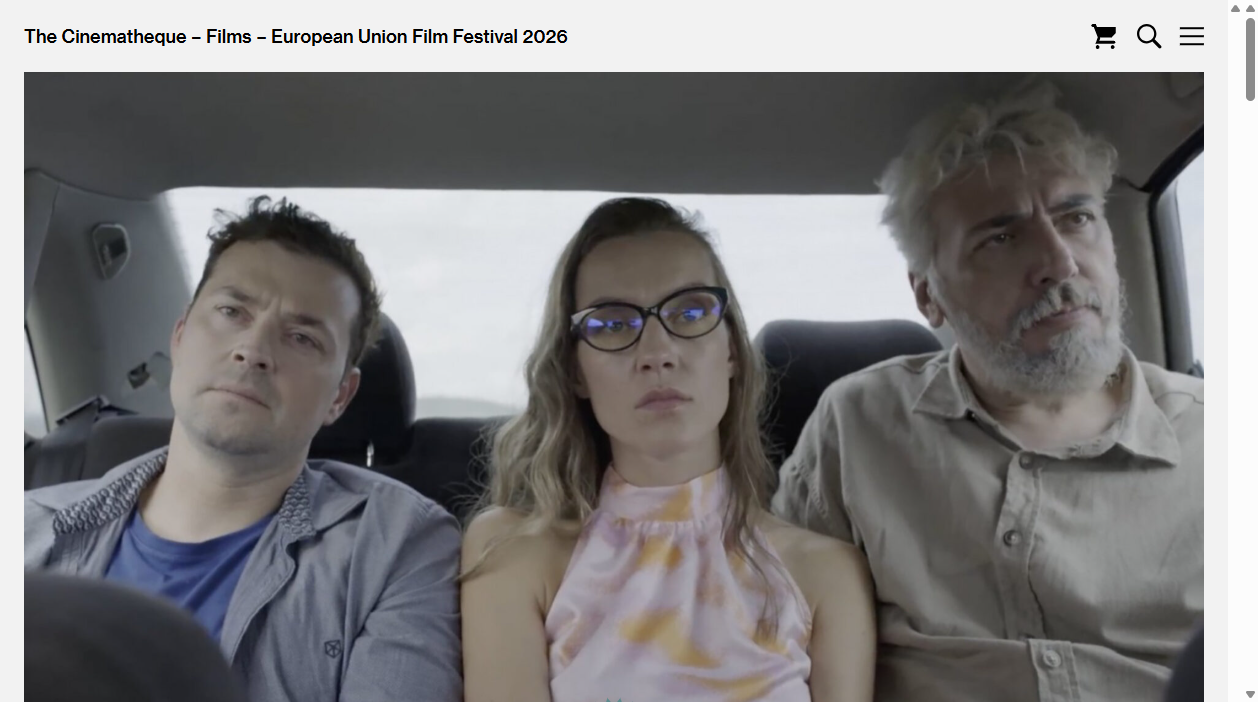 The Cinematheque – Films – European Union Film Festival 2026